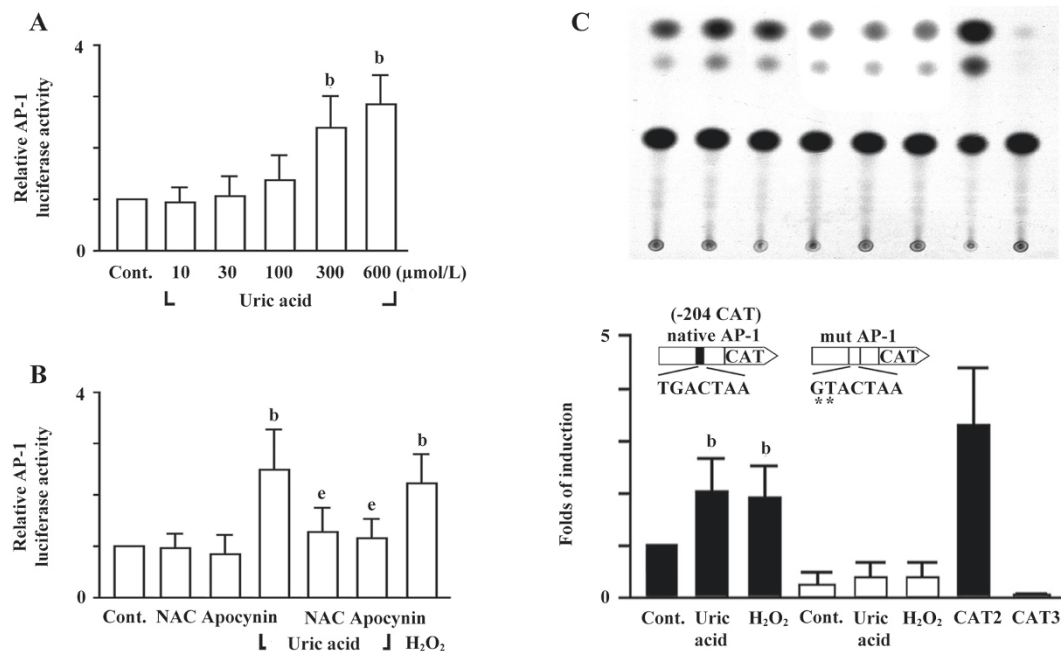 A
4
0
Relative AP-1
luciferase activity
b
b
Cont. 10 30 100 300 600 (µmol/L)
Uric acid
B
4
0
Relative AP-1
luciferase activity
b
e
e
b
Cont. NAC Apocynin NAC Apocynin H₂O₂
Uric acid
C
5
0
Folds of induction
(-204 CAT)
native AP-1
CAT
TGACTAA
mut AP-1
CAT
GTACTAA
**
b
b
Cont. Uric acid H₂O₂ Cont. Uric acid H₂O₂ CAT2 CAT3